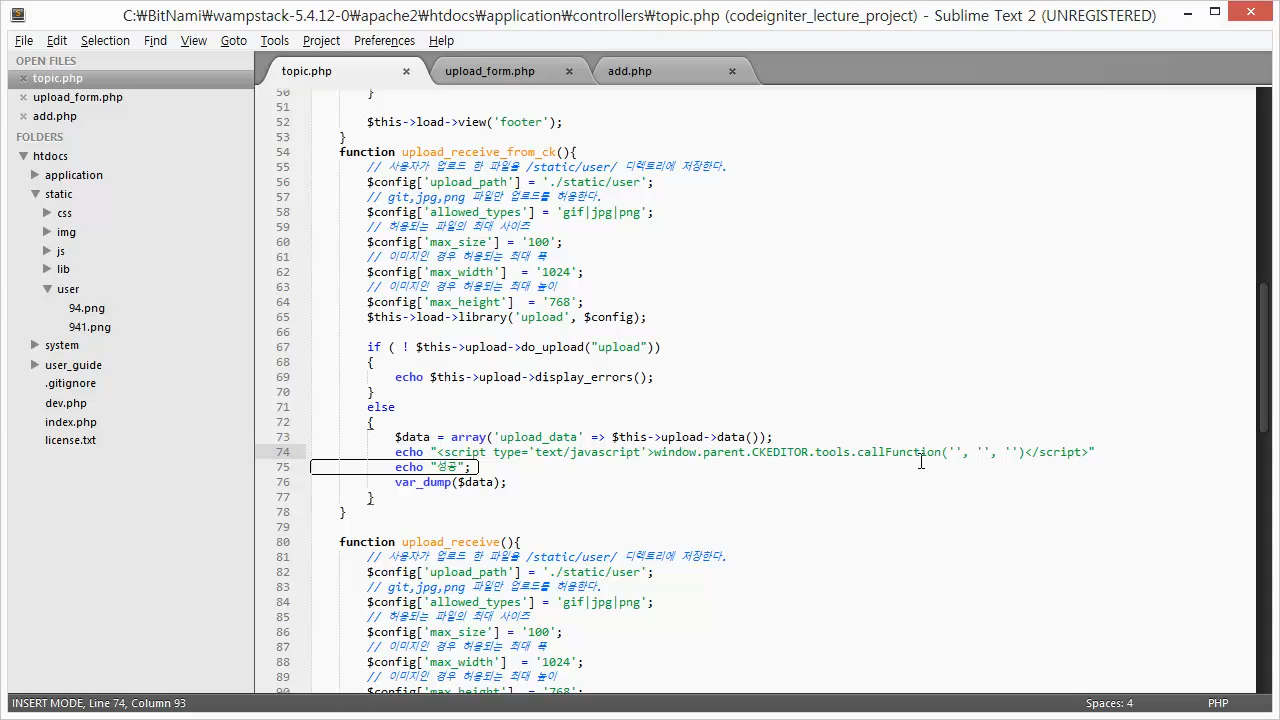 C:₩BitNami₩wampstack-5.4.12-0₩apache2₩htdocs₩application₩controllers₩topic.php (codeigniter_lecture_project) - Sublime Text 2 (UNREGISTERED)
File Edit Selection Find View Goto Tools Project Preferences Help
OPEN FILES
topic.php
upload_form.php
add.php
FOLDERS
htdocs
application
static
css
img
js
lib
user
94.png
941.png
system
user_guide
.gitignore
dev.php
index.php
license.txt
topic.php upload_form.php add.php
50 }
51
52 $this->load->view('footer');
53 }
54 function upload_receive_from_ck(){
55 // 사용자가 업로드 한 파일을 /static/user/ 디렉토리에 저장한다.
56 $config['upload_path'] = './static/user';
57 // git,jpg,png 파일만 업로드를 허용한다.
58 $config['allowed_types'] = 'gif|jpg|png';
59 // 허용되는 파일의 최대 사이즈
60 $config['max_size'] = '100';
61 // 이미지인 경우 허용되는 최대 폭
62 $config['max_width']  = '1024';
63 // 이미지인 경우 허용되는 최대 높이
64 $config['max_height']  = '768';
65 $this->load->library('upload', $config);
66
67 if ( ! $this->upload->do_upload("upload"))
68 {
69 echo $this->upload->display_errors();
70 }
71 else
72 {
73 $data = array('upload_data' => $this->upload->data());
74 echo "<script type='text/javascript'>window.parent.CKEDITOR.tools.callFunction('', '', '')</script>"
75 echo "성공";
76 var_dump($data);
77 }
78 }
79
80 function upload_receive(){
81 // 사용자가 업로드 한 파일을 /static/user/ 디렉토리에 저장한다.
82 $config['upload_path'] = './static/user';
83 // git,jpg,png 파일만 업로드를 허용한다.
84 $config['allowed_types'] = 'gif|jpg|png';
85 // 허용되는 파일의 최대 사이즈
86 $config['max_size'] = '100';
87 // 이미지인 경우 허용되는 최대 폭
88 $config['max_width']  = '1024';
89 // 이미지인 경우 허용되는 최대 높이
90 $config['max_height']  = '768';
INSERT MODE, Line 74, Column 93 Spaces: 4 PHP